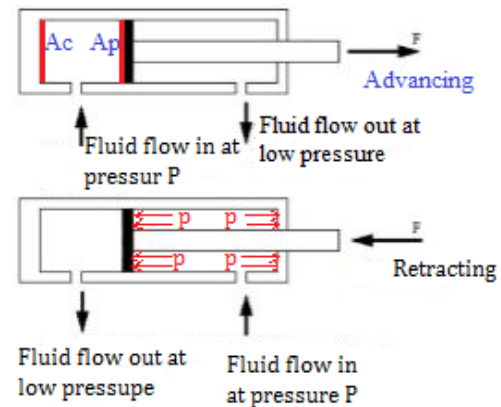 Ac Ap
F
Advancing
Fluid flow in at
pressur P
Fluid flow out at
low pressure
p p
p p
F
Retracting
Fluid flow out at
low pressupe
Fluid flow in
at pressure P